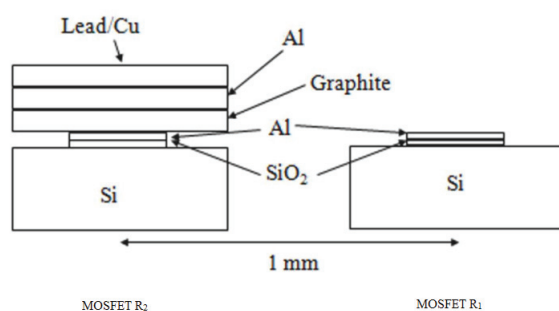 Lead/Cu
Al
Graphite
Al
SiO₂
Si
Si
1 mm
MOSFET R₂
MOSFET R₁